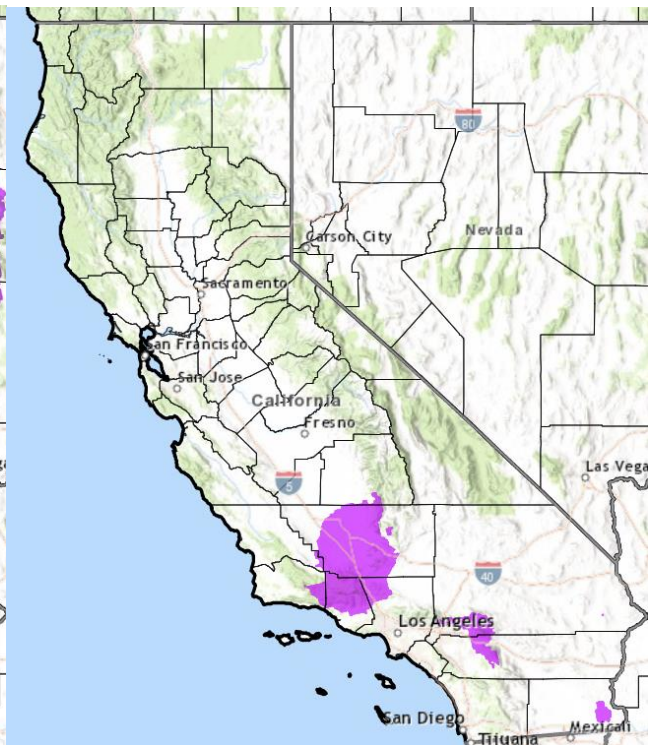 80
Carson City
Nevada
Sacramento
San Francisco
San Jose
California
Fresno
5
Las Vega
40
Los Angeles
San Diego
Mexicali
Tijuana